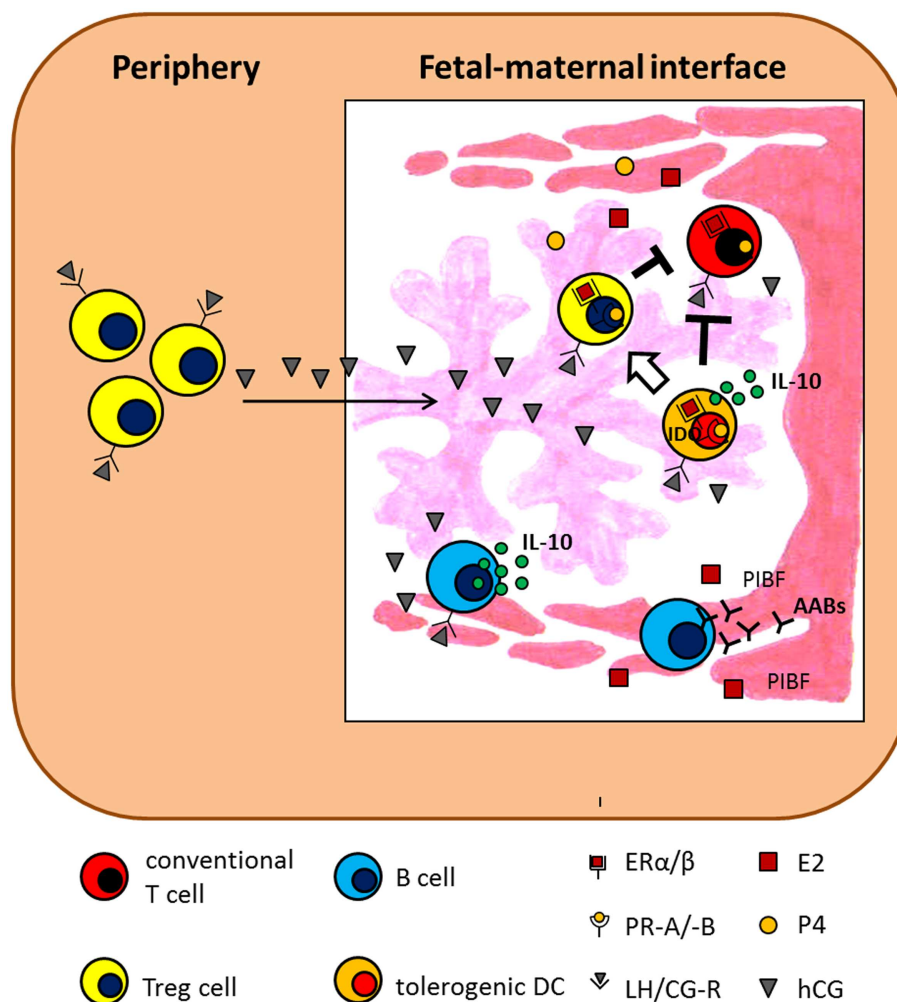 Periphery
Fetal-maternal interface
IL-10
IDO
IL-10
PIBF
AABs
PIBF
conventional
T cell
B cell
ERα/β
E2
PR-A/-B
P4
Treg cell
tolerogenic DC
LH/CG-R
hCG